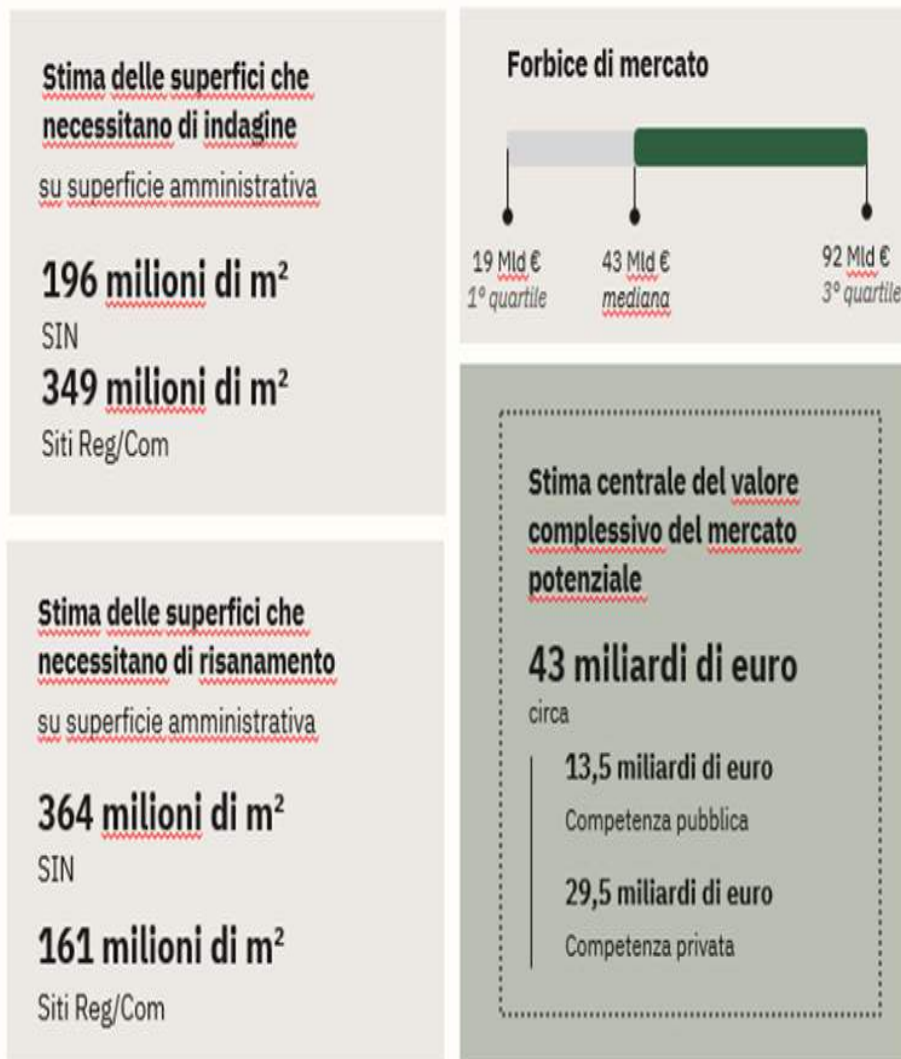 Stima delle superfici che
necessitano di indagine
su superficie amministrativa
196 milioni di m²
SIN
349 milioni di m²
Siti Reg/Com
Stima delle superfici che
necessitano di risanamento
su superficie amministrativa
364 milioni di m²
SIN
161 milioni di m²
Siti Reg/Com
Forbice di mercato
19 Mld € 43 Mld € 92 Mld €
1° quartile mediana 3° quartile
Stima centrale del valore
complessivo del mercato
potenziale
43 miliardi di euro
circa
13,5 miliardi di euro
Competenza pubblica
29,5 miliardi di euro
Competenza privata